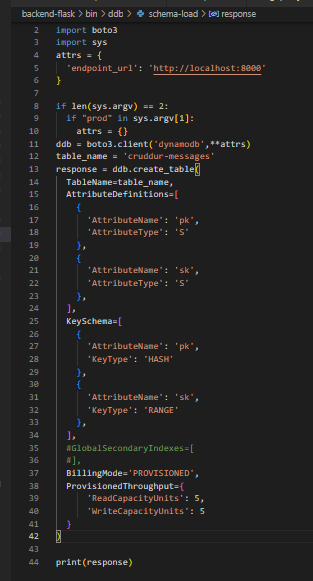 backend-flask > bin > ddb > schema-load > response
2 import boto3
3 import sys
4 attrs = {
5 'endpoint_url': 'http://localhost:8000'
6 }
7
8 if len(sys.argv) == 2:
9 if "prod" in sys.argv[1]:
10 attrs = {}
11 ddb = boto3.client('dynamodb',**attrs)
12 table_name = 'cruddur-messages'
13 response = ddb.create_table(
14 TableName=table_name,
15 AttributeDefinitions=[
16 {
17 'AttributeName': 'pk',
18 'AttributeType': 'S'
19 },
20 {
21 'AttributeName': 'sk',
22 'AttributeType': 'S'
23 },
24 ],
25 KeySchema=[
26 {
27 'AttributeName': 'pk',
28 'KeyType': 'HASH'
29 },
30 {
31 'AttributeName': 'sk',
32 'KeyType': 'RANGE'
33 },
34 ],
35 #GlobalSecondaryIndexes=[
36 #],
37 BillingMode='PROVISIONED',
38 ProvisionedThroughput={
39 'ReadCapacityUnits': 5,
40 'WriteCapacityUnits': 5
41 }
42 )
43
44 print(response)